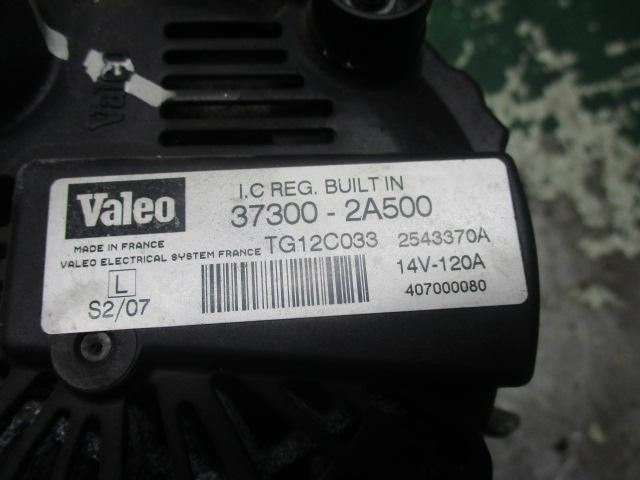 Valeo
Valeo
I.C REG. BUILT IN
37300 - 2A500
MADE IN FRANCE
VALEO ELECTRICAL SYSTEM FRANCE
TG12C033 2543370A
L
14V-120A
S2/07
407000080